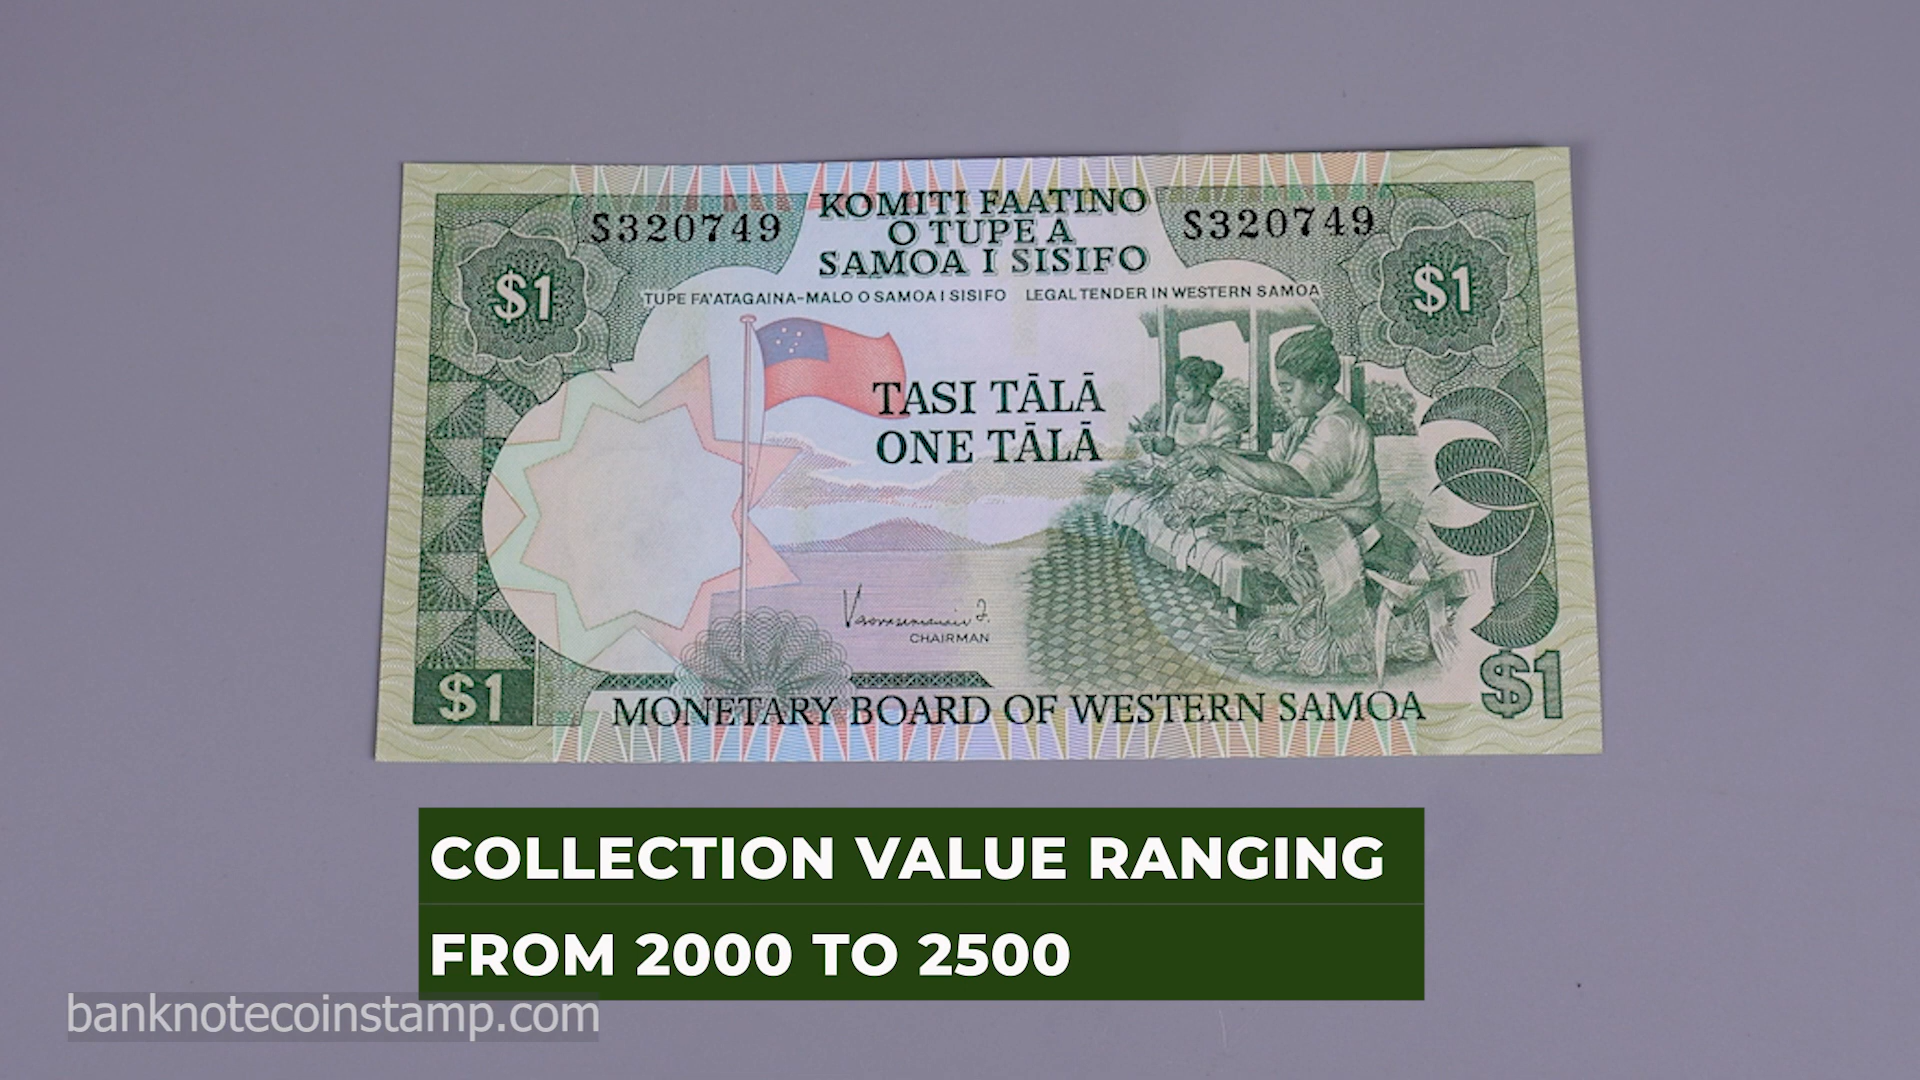 KOMITI FAATINO
O TUPE A
SAMOA I SISIFO
S320749
S320749
$1
$1
TUPE FA'ATAGAINA-MALO O SAMOA I SISIFO LEGAL TENDER IN WESTERN SAMOA
TASI TĀLĀ
ONE TĀLĀ
CHAIRMAN
$1
MONETARY BOARD OF WESTERN SAMOA
$1
COLLECTION VALUE RANGING
FROM 2000 TO 2500
banknotecoinstamp.com